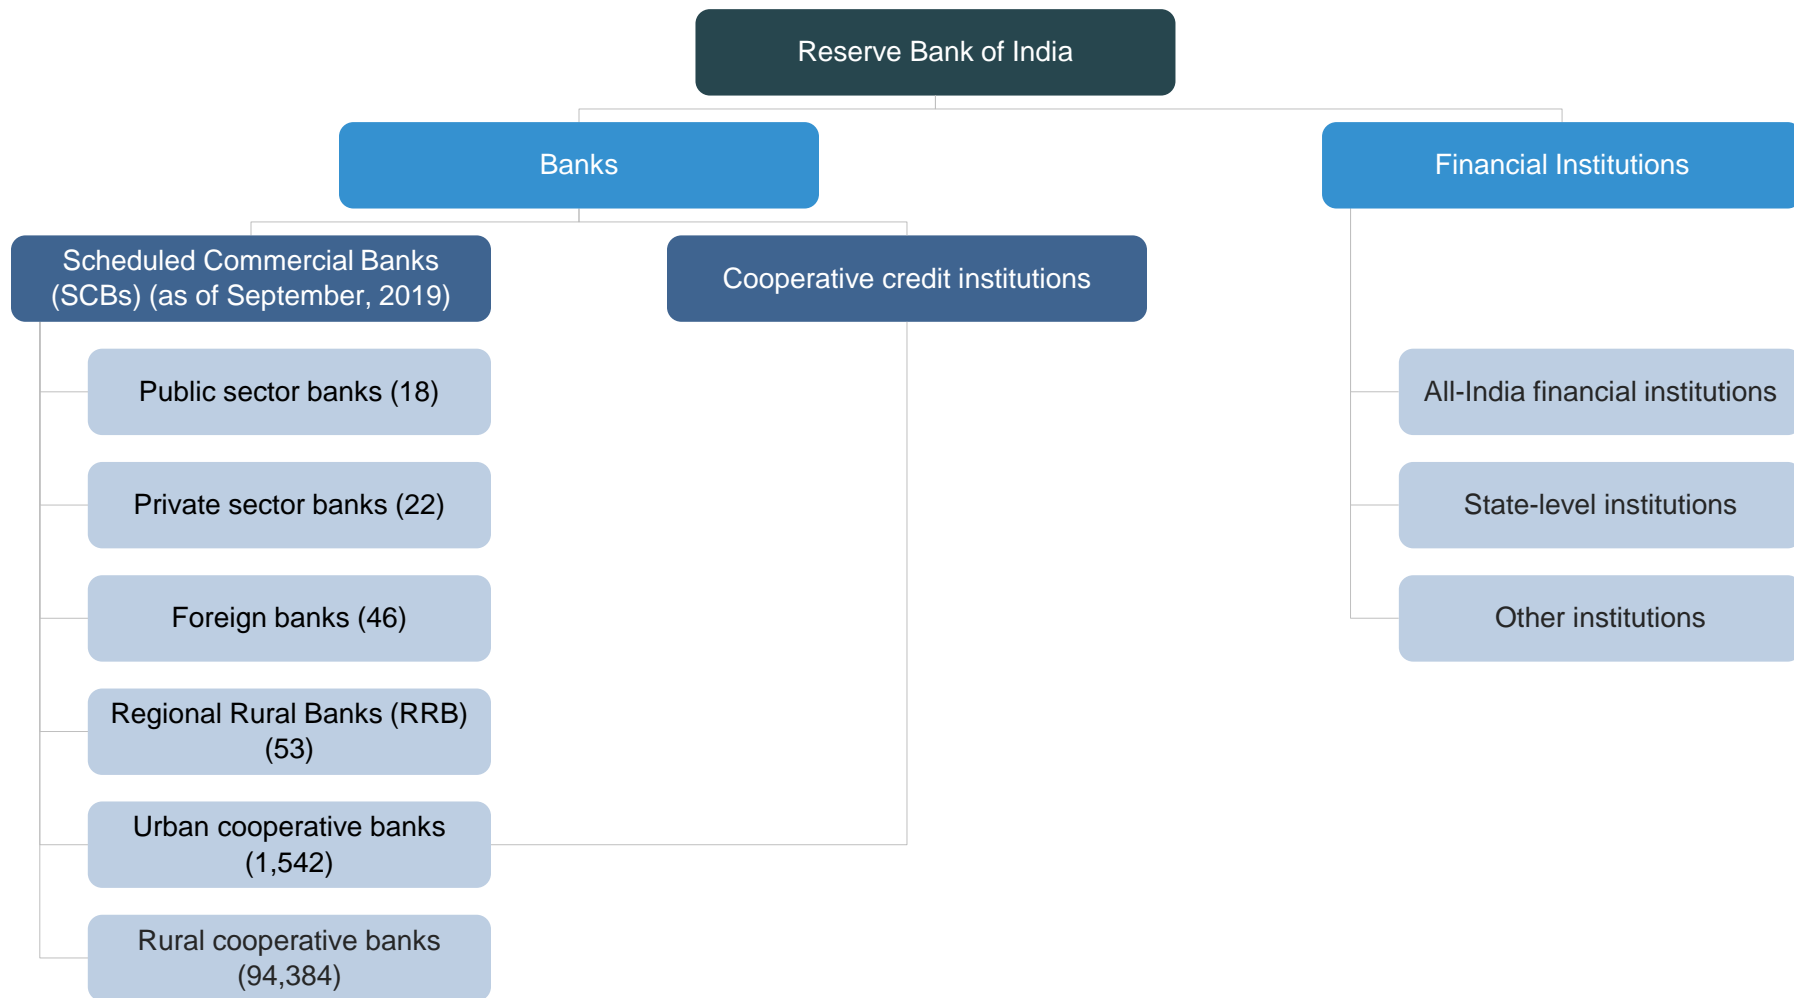 Reserve Bank of India
Banks
Financial Institutions
Scheduled Commercial Banks
(SCBs) (as of September, 2019)
Cooperative credit institutions
Public sector banks (18)
All-India financial institutions
Private sector banks (22)
State-level institutions
Foreign banks (46)
Other institutions
Regional Rural Banks (RRB)
(53)
Urban cooperative banks
(1,542)
Rural cooperative banks
(94,384)